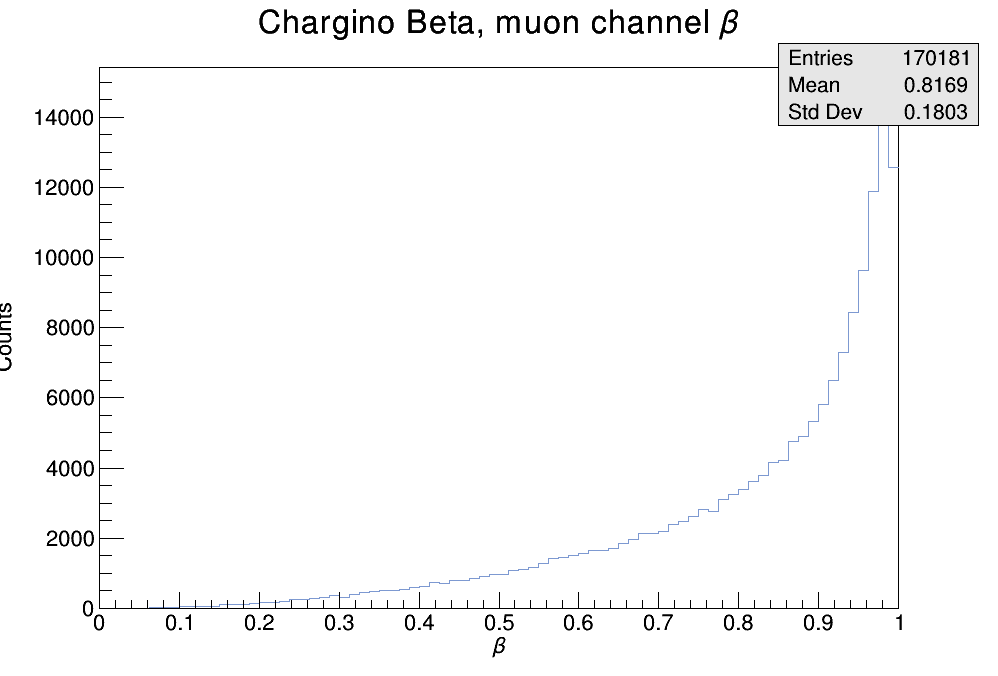 Chargino Beta, muon channel β
Entries 170181
Mean 0.8169
Std Dev 0.1803
14000
12000
10000
8000
6000
4000
2000
0
Counts
0 0.1 0.2 0.3 0.4 0.5 0.6 0.7 0.8 0.9 1
β